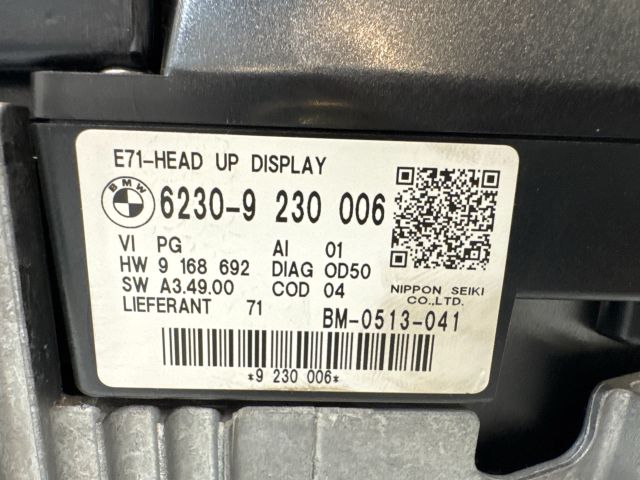 E71-HEAD UP DISPLAY
BMW 6230-9 230 006
VI PG AI 01
HW 9 168 692 DIAG 0D50
SW A3.49.00 COD 04
LIEFERANT 71
NIPPON SEIKI
CO.,LTD.
BM-0513-041
*9 230 006*